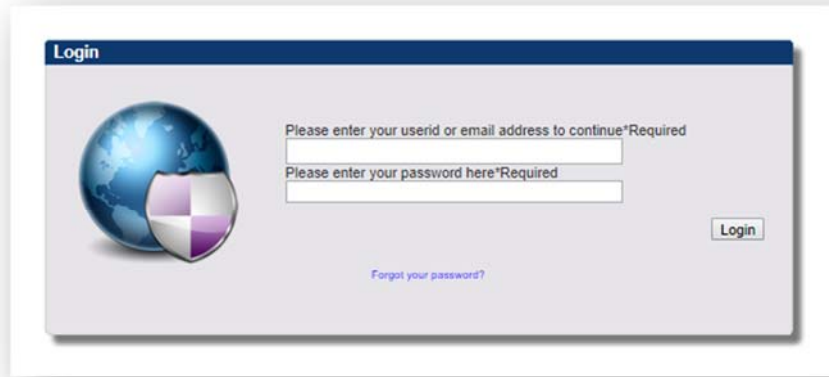 Login
Please enter your userid or email address to continue*Required
Please enter your password here*Required
Login
Forgot your password?